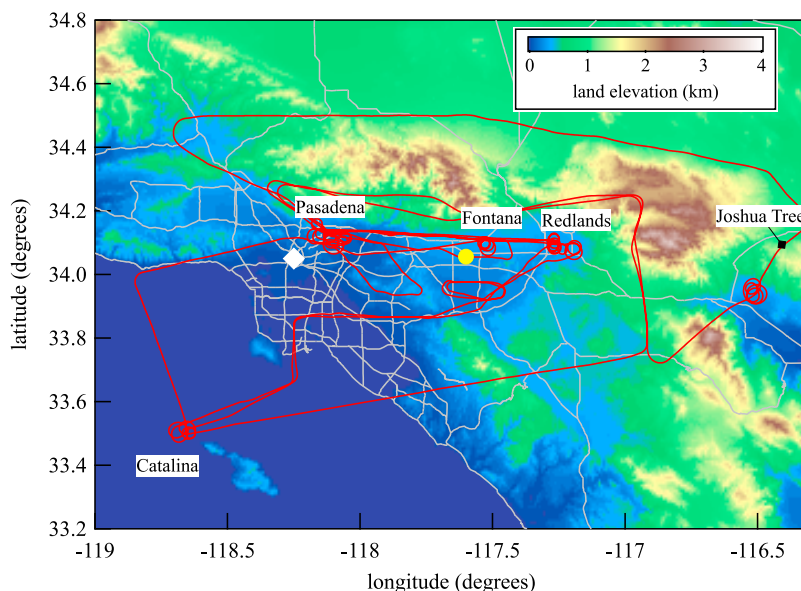 34.8
34.6
34.4
34.2
34.0
33.8
33.6
33.4
33.2
latitude (degrees)
0 1 2 3 4
land elevation (km)
Pasadena
Fontana
Redlands
Joshua Tree
Catalina
-119 -118.5 -118 -117.5 -117 -116.5
longitude (degrees)